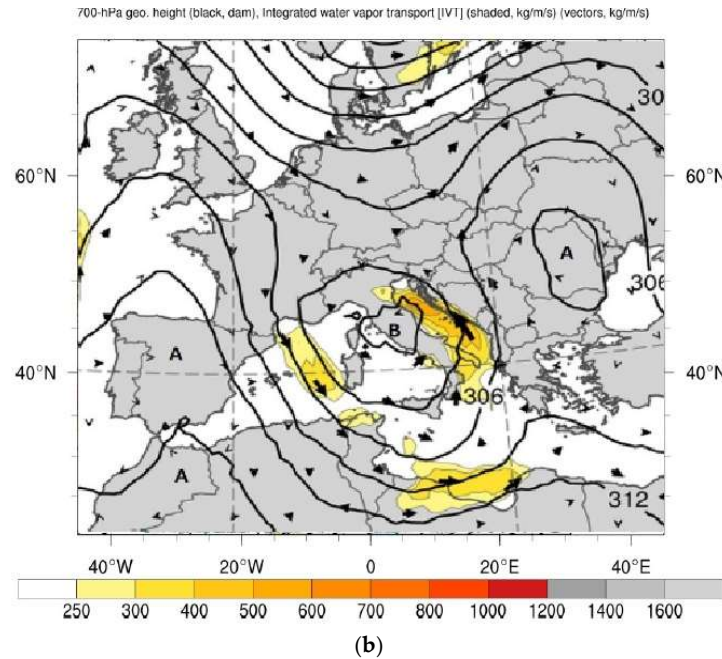 700-hPa geo. height (black, dam), Integrated water vapor transport [IVT] (shaded, kg/m/s) (vectors, kg/m/s)
30
60°N 60°N
A
306
B
A
40°N 40°N
306
A
312
40°W 20°W 0 20°E 40°E
250 300 400 500 600 700 800 1000 1200 1400 1600
(b)